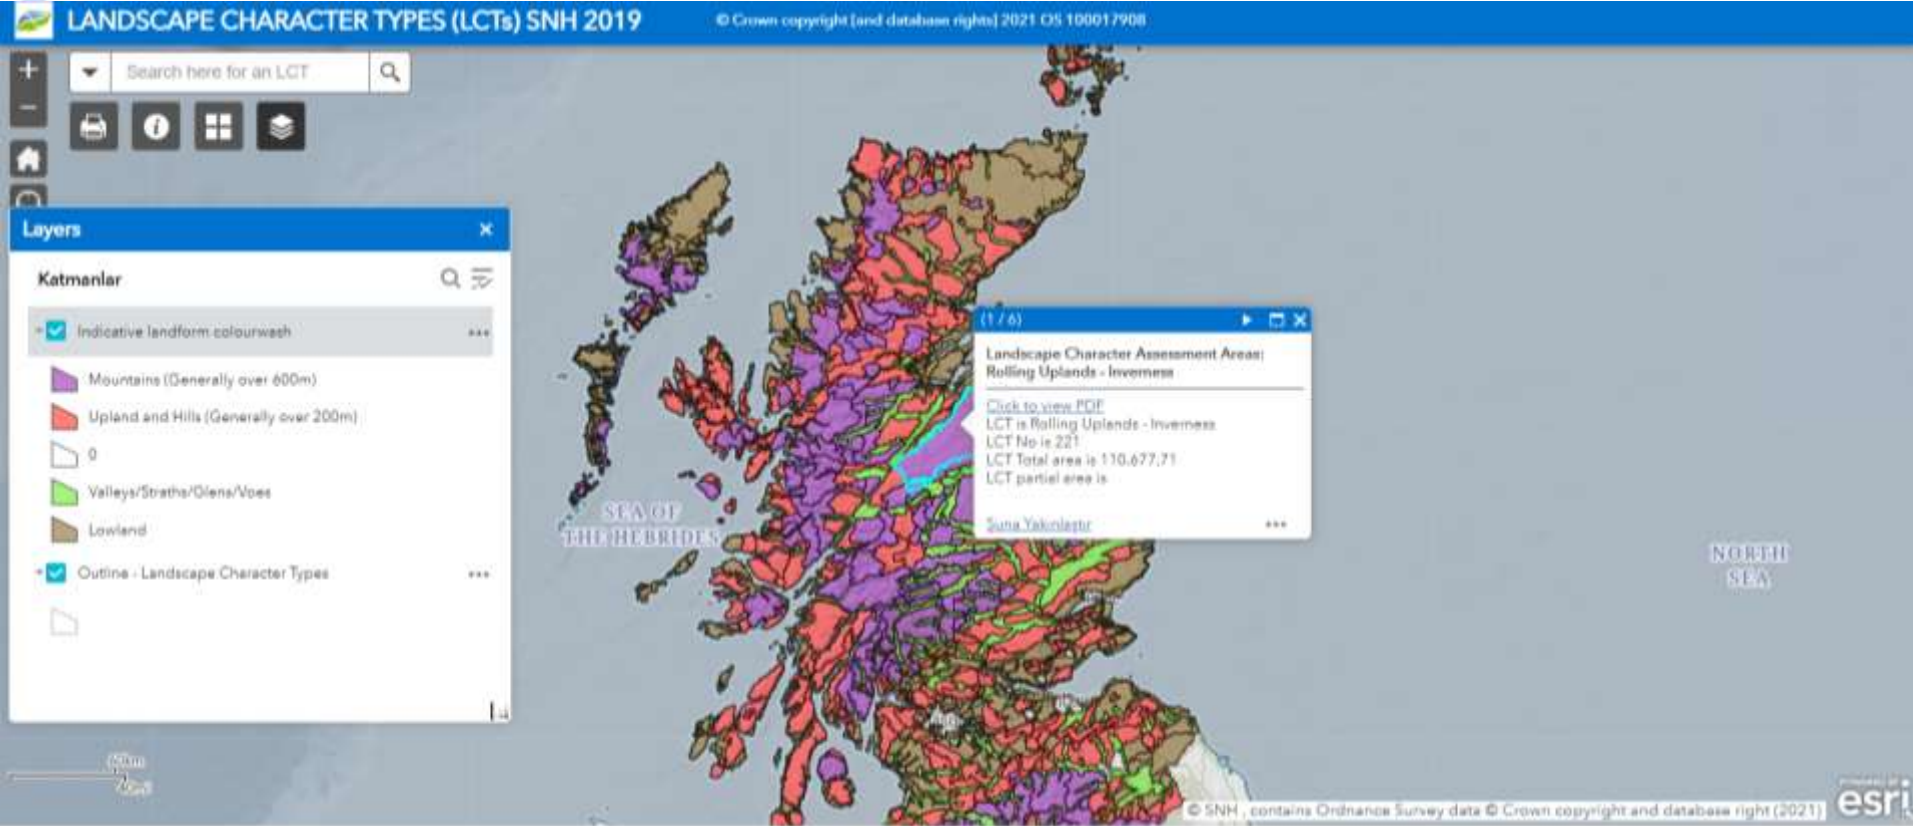 LANDSCAPE CHARACTER TYPES (LCTs) SNH 2019
© Crown copyright (and database rights) 2021 OS 100017908
Search here for an LCT
Layers
Katmanlar
Indicative landform colourwash
Mountains (Generally over 600m)
Upland and Hills (Generally over 200m)
0
Valleys/Straths/Glens/Voes
Lowland
Outline - Landscape Character Types
(1 / 6)
Landscape Character Assessment Areas:
Rolling Uplands - Inverness
Click to view PDF
LCT is Rolling Uplands - Inverness
LCT No is 221
LCT Total area is 110.677,71
LCT partial area is
Şuna Yakınlaştır
SEA OF
THE HEBRIDES
NORTH
SEA
© SNH , contains Ordnance Survey data © Crown copyright and database right (2021)
POWERED BY
esri